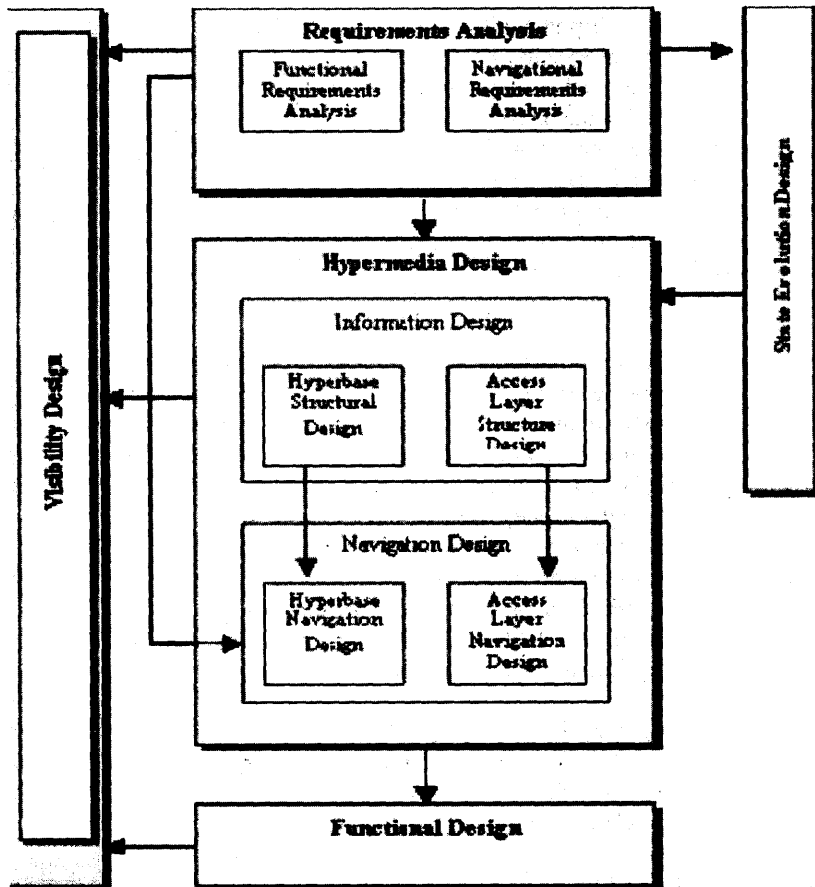 Requirements Analysis
Functional
Requirements
Analysis
Navigational
Requirements
Analysis
Hypermedia Design
Information Design
Hyperbase
Structural
Design
Access
Layer
Structure
Design
Navigation Design
Hyperbase
Navigation
Design
Access
Layer
Navigation
Design
Functional Design
Visibility Design
State Evolution Design